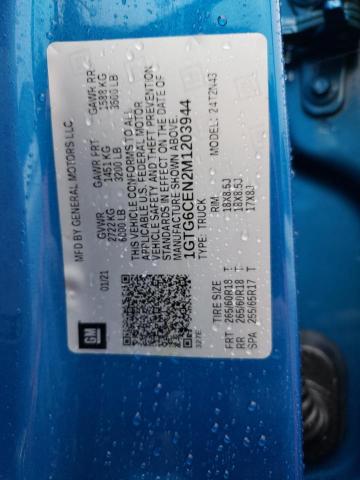 MFD BY GENERAL MOTORS LLC
01/21
GVWR
2722 KG
6000 LB
GAWR FRT
1451 KG
3200 LB
GAWR RR
1588 KG
3500 LB
THIS VEHICLE CONFORMS TO ALL
APPLICABLE U.S. FEDERAL MOTOR
VEHICLE SAFETY, AND THEFT PREVENTION
STANDARDS IN EFFECT ON THE DATE OF
MANUFACTURE SHOWN ABOVE.
1GTG6CEN2M1203944
TYPE: TRUCK
MODEL: 24T2N43
GM
TIRE SIZE RIM
FRT 265/60R18 T 18X8.5J
RR 265/60R18 T 18X8.5J
SPA 265/65R17 T 17X8J